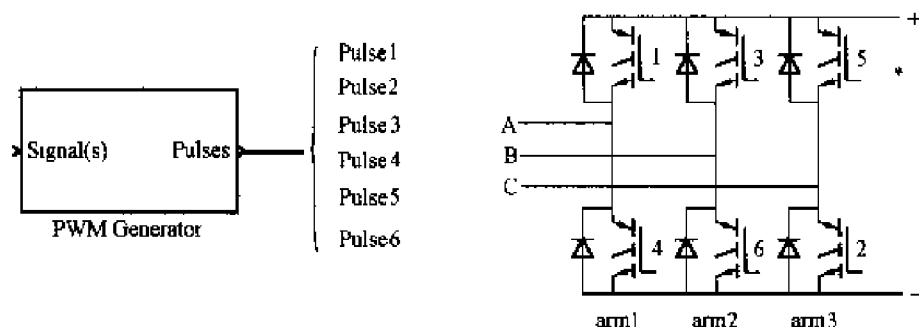 Signal(s) Pulses
PWM Generator
Pulse1
Pulse2
Pulse3
Pulse4
Pulse5
Pulse6
+
1 3 5
A
B
C
4 6 2
−
arm1 arm2 arm3